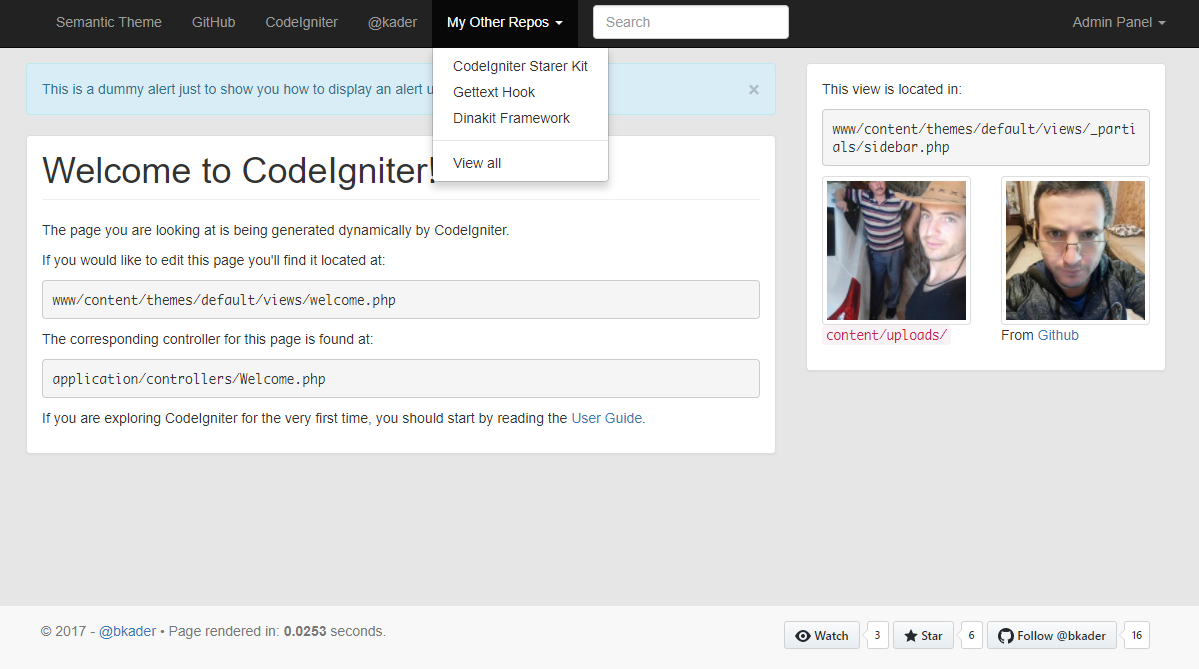 Semantic Theme GitHub CodeIgniter @kader My Other Repos Search Admin Panel
CodeIgniter Starer Kit
Gettext Hook
Dinakit Framework
View all
This is a dummy alert just to show you how to display an alert ×
Welcome to CodeIgniter!
The page you are looking at is being generated dynamically by CodeIgniter.
If you would like to edit this page you'll find it located at:
www/content/themes/default/views/welcome.php
The corresponding controller for this page is found at:
application/controllers/Welcome.php
If you are exploring CodeIgniter for the very first time, you should start by reading the User Guide.
This view is located in:
www/content/themes/default/views/_parti
als/sidebar.php
content/uploads/
From Github
© 2017 - @bkader • Page rendered in: 0.0253 seconds.
Watch 3 Star 6 Follow @bkader 16